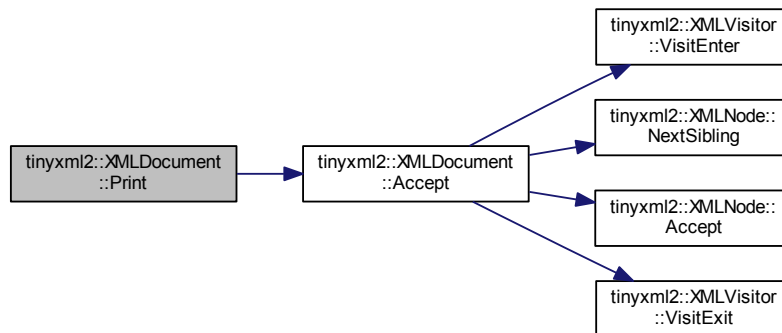 tinyxml2::XMLDocument
::Print
tinyxml2::XMLDocument
::Accept
tinyxml2::XMLVisitor
::VisitEnter
tinyxml2::XMLNode::
NextSibling
tinyxml2::XMLNode::
Accept
tinyxml2::XMLVisitor
::VisitExit